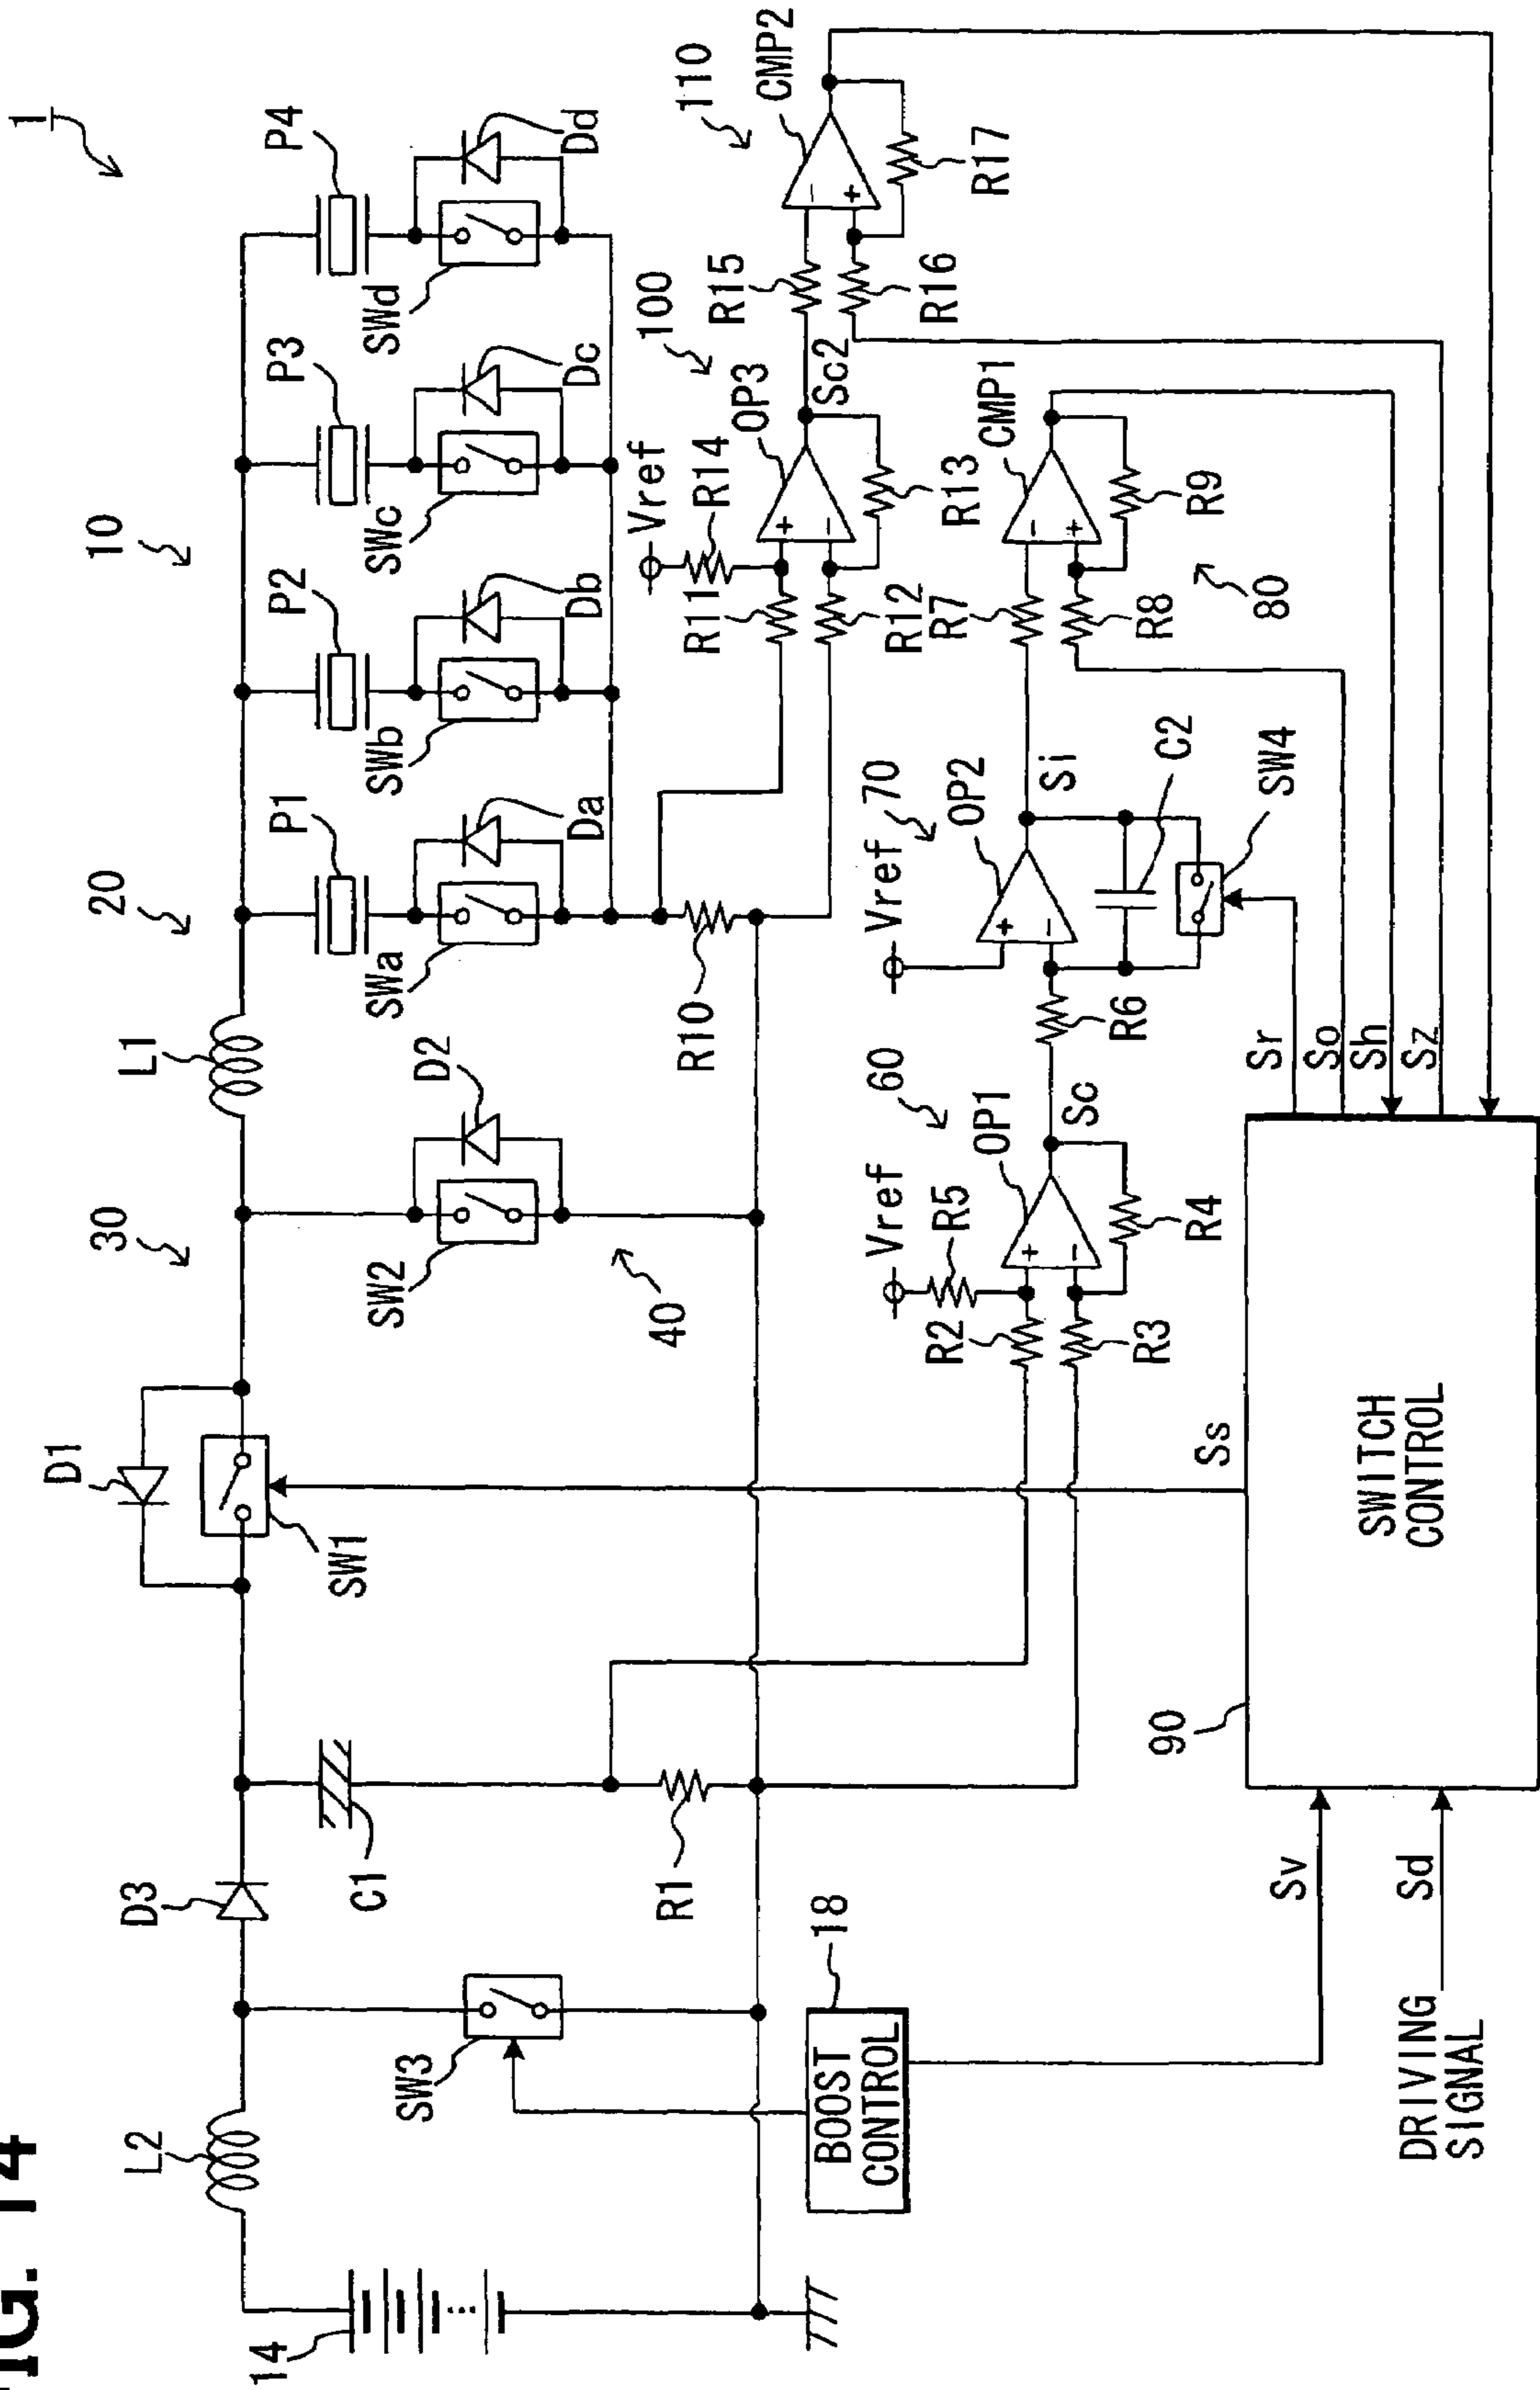 FIG. 14
1
10
20
30
P1
P2
P3
P4
L1
D1
D3
L2
14
SWa
SWb
SWc
SWd
Da
Db
Dc
Dd
D2
SW1
SW2
40
C1
SW3
R10
R1
18
BOOST
CONTROL
Vref
R14
100
R15
110
CMP2
R11
OP3
R12
R13
Sc2
R16
R17
Vref
70
OP2
Si
R7
CMP1
R8
R9
80
C2
SW4
R6
Vref
60
R5
OP1
Sc
R2
R3
R4
Sr
So
Sh
Sz
Ss
90
SWITCH
CONTROL
Sv
Sd
DRIVING
SIGNAL